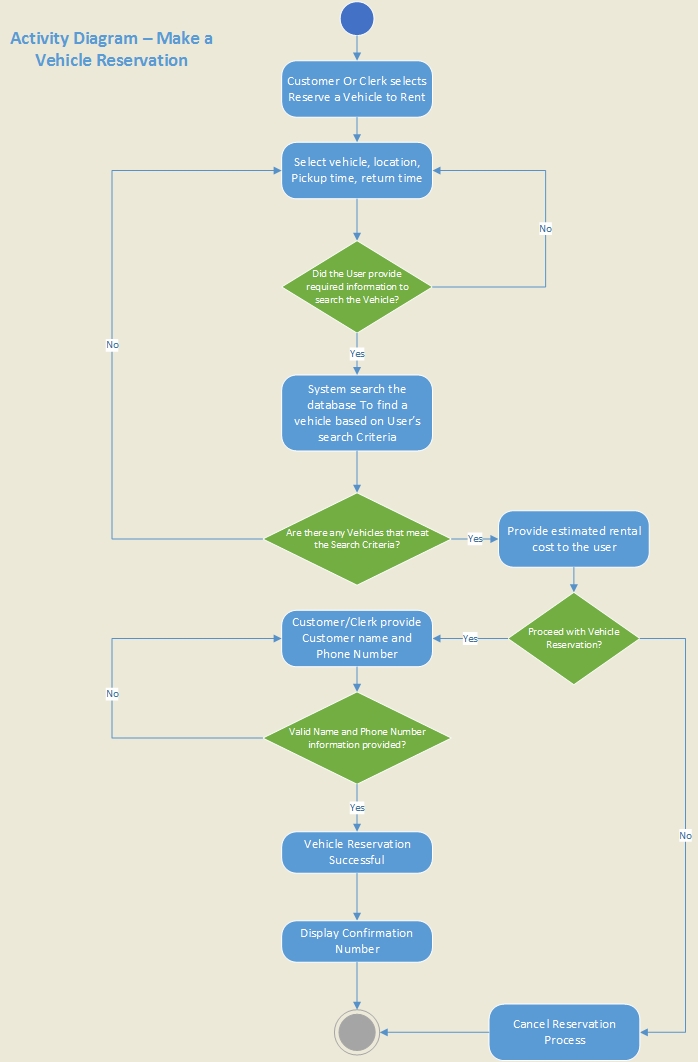 Activity Diagram – Make a
Vehicle Reservation
Customer Or Clerk selects
Reserve a Vehicle to Rent
Select vehicle, location,
Pickup time, return time
No
Did the User provide
required information to
search the Vehicle?
No
Yes
System search the
database To find a
vehicle based on User's
search Criteria
Are there any Vehicles that meat
the Search Criteria?
Yes
Provide estimated rental
cost to the user
Customer/Clerk provide
Customer name and
Phone Number
Yes
Proceed with Vehicle
Reservation?
No
Valid Name and Phone Number
information provided?
Yes
No
Vehicle Reservation
Successful
Display Confirmation
Number
Cancel Reservation
Process